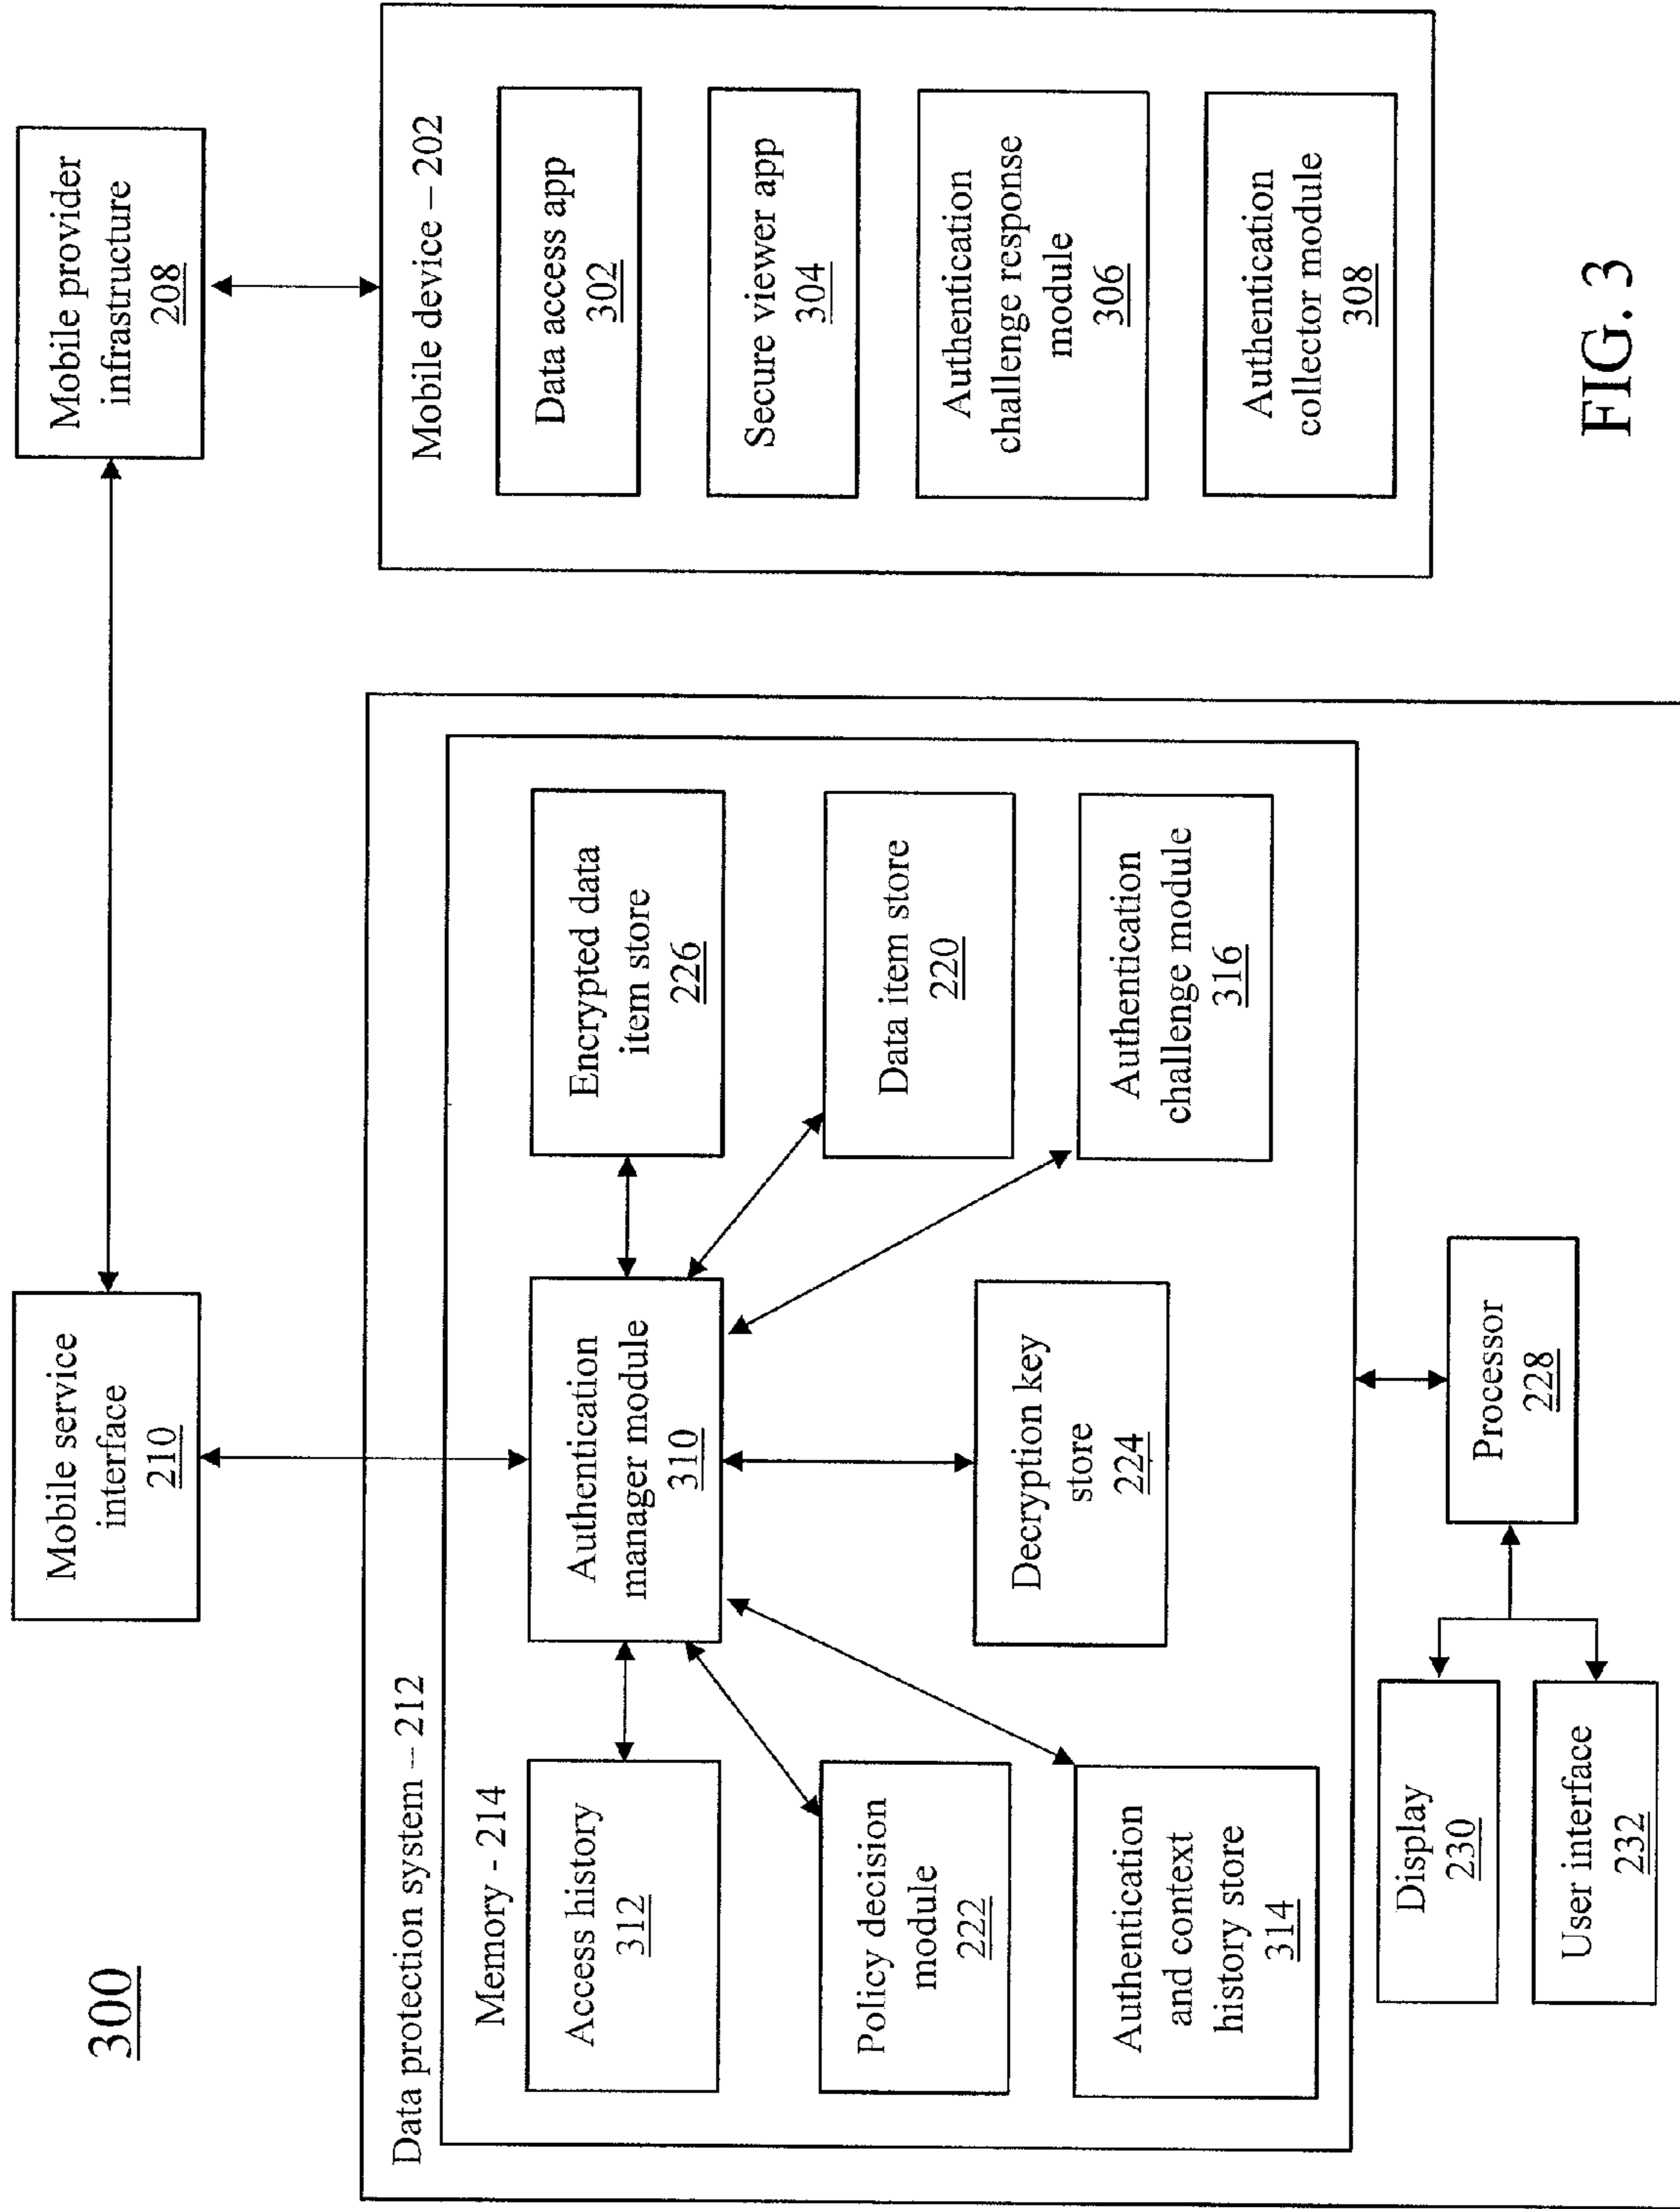 300
Mobile service
interface
210
Mobile provider
infrastructure
208
Data protection system – 212
Memory - 214
Access history
312
Authentication
manager module
310
Encrypted data
item store
226
Policy decision
module
222
Data item store
220
Authentication
and context
history store
314
Decryption key
store
224
Authentication
challenge module
316
Display
230
User interface
232
Processor
228
Mobile device – 202
Data access app
302
Secure viewer app
304
Authentication
challenge response
module
306
Authentication
collector module
308
FIG. 3